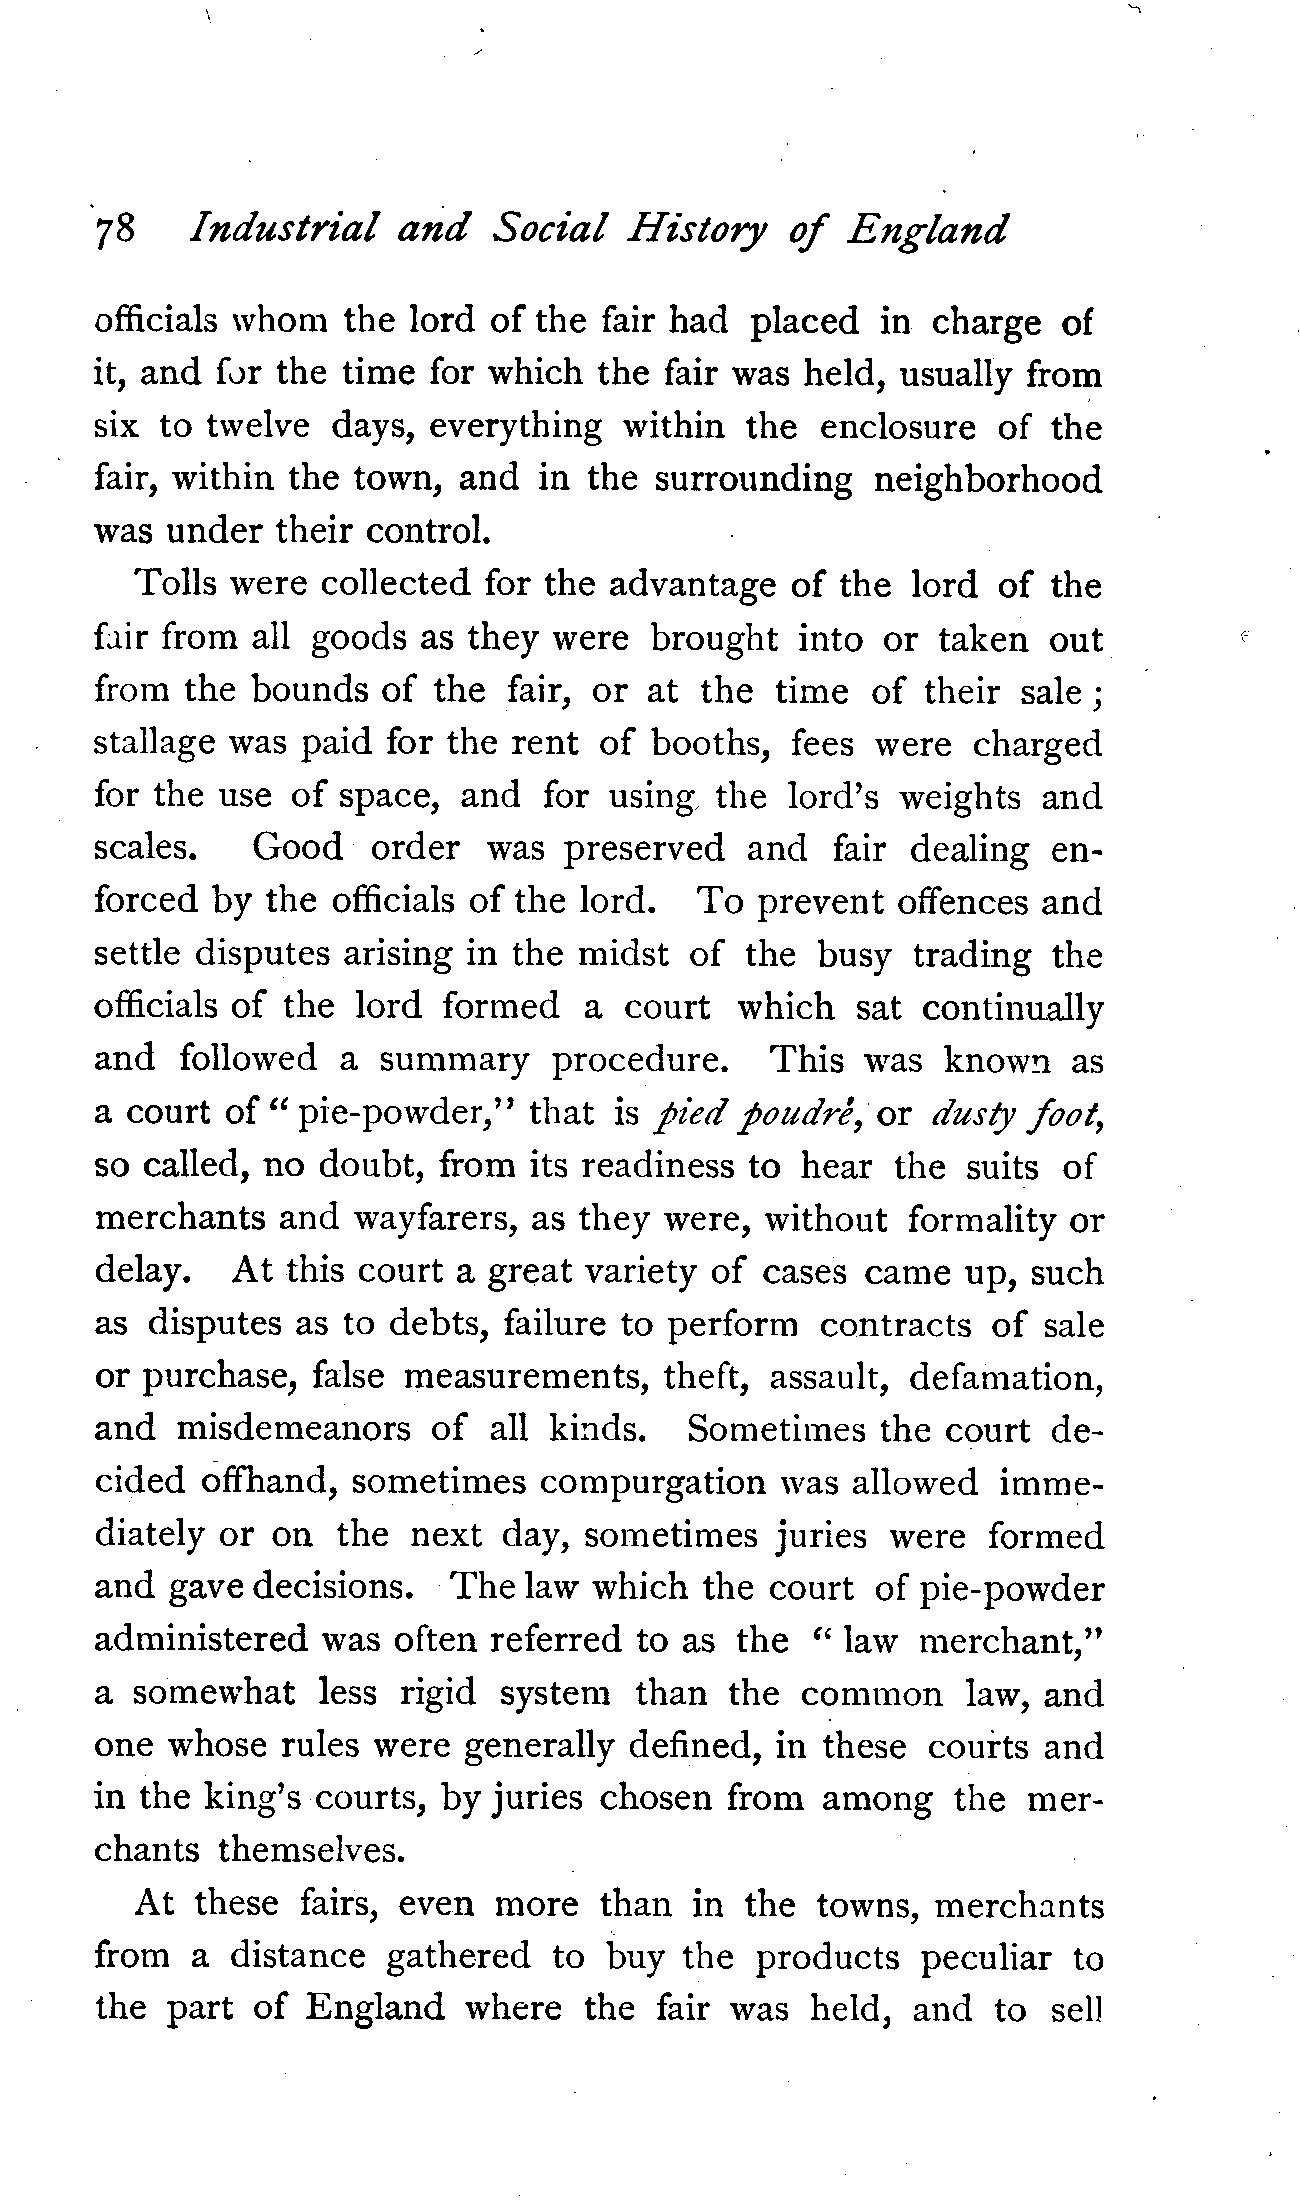 78 Industrial and Social History of England
officials whom the lord of the fair had placed in charge of
it, and for the time for which the fair was held, usually from
six to twelve days, everything within the enclosure of the
fair, within the town, and in the surrounding neighborhood
was under their control.
Tolls were collected for the advantage of the lord of the
fair from all goods as they were brought into or taken out
from the bounds of the fair, or at the time of their sale ;
stallage was paid for the rent of booths, fees were charged
for the use of space, and for using the lord's weights and
scales. Good order was preserved and fair dealing en-
forced by the officials of the lord. To prevent offences and
settle disputes arising in the midst of the busy trading the
officials of the lord formed a court which sat continually
and followed a summary procedure. This was known as
a court of “ pie-powder,” that is pied poudré, or dusty foot,
so called, no doubt, from its readiness to hear the suits of
merchants and wayfarers, as they were, without formality or
delay. At this court a great variety of cases came up, such
as disputes as to debts, failure to perform contracts of sale
or purchase, false measurements, theft, assault, defamation,
and misdemeanors of all kinds. Sometimes the court de-
cided offhand, sometimes compurgation was allowed imme-
diately or on the next day, sometimes juries were formed
and gave decisions. The law which the court of pie-powder
administered was often referred to as the “ law merchant,”
a somewhat less rigid system than the common law, and
one whose rules were generally defined, in these courts and
in the king's courts, by juries chosen from among the mer-
chants themselves.
At these fairs, even more than in the towns, merchants
from a distance gathered to buy the products peculiar to
the part of England where the fair was held, and to sell